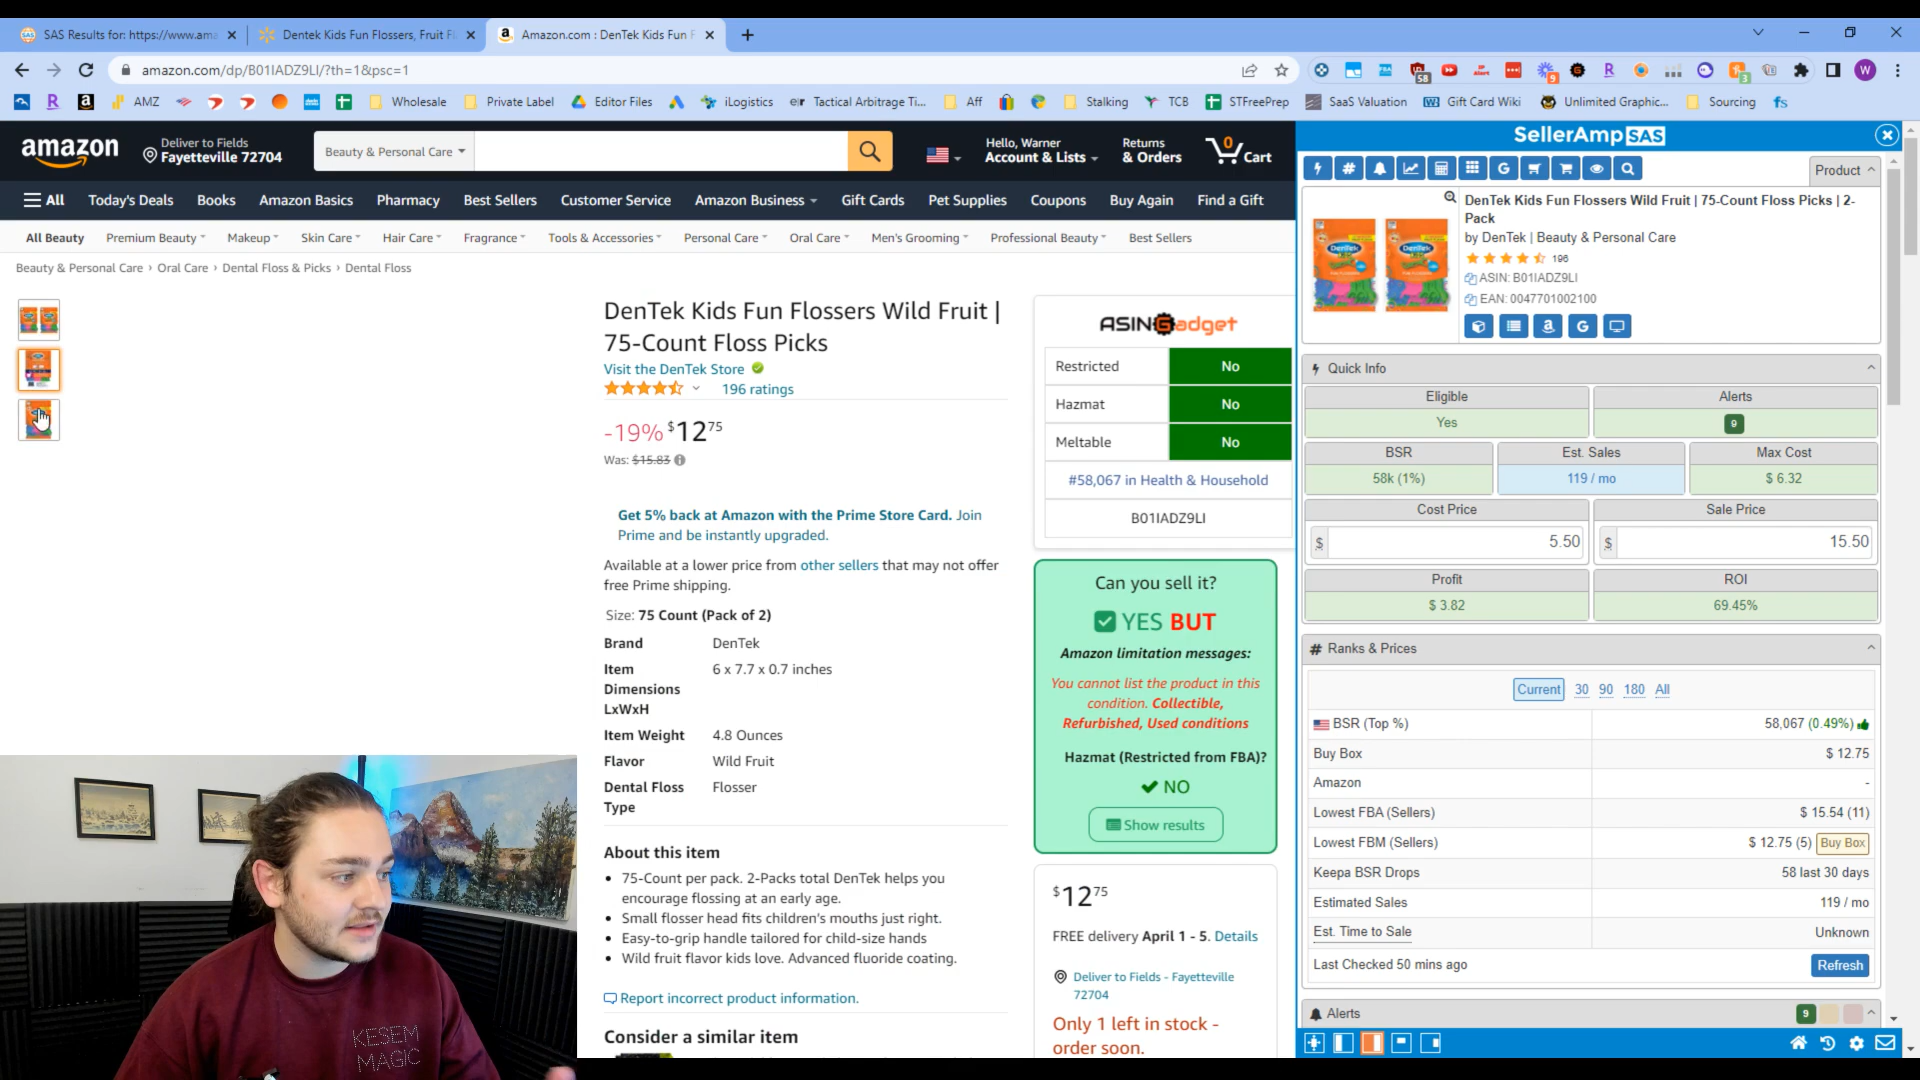 SAS Results for: https://www.ama
Dentek Kids Fun Flossers, Fruit Fl
Amazon.com : DenTek Kids Fun F
amazon.com/dp/B01IADZ9LI/?th=1&psc=1
AMZ
Wholesale
Private Label
Editor Files
iLogistics
Tactical Arbitrage Ti...
Aff
Stalking
TCB
STFreePrep
SaaS Valuation
Gift Card Wiki
Unlimited Graphic...
Sourcing
amazon
Deliver to Fields
Fayetteville 72704
Beauty & Personal Care
Hello, Warner
Account & Lists
Returns
& Orders
0
Cart
All
Today's Deals
Books
Amazon Basics
Pharmacy
Best Sellers
Customer Service
Amazon Business
Gift Cards
Pet Supplies
Coupons
Buy Again
Find a Gift
All Beauty
Premium Beauty
Makeup
Skin Care
Hair Care
Fragrance
Tools & Accessories
Personal Care
Oral Care
Men's Grooming
Professional Beauty
Best Sellers
Beauty & Personal Care › Oral Care › Dental Floss & Picks › Dental Floss
DenTek Kids Fun Flossers Wild Fruit |
75-Count Floss Picks
Visit the DenTek Store
196 ratings
-19% $12 75
Was: $15.83
Get 5% back at Amazon with the Prime Store Card. Join
Prime and be instantly upgraded.
Available at a lower price from other sellers that may not offer
free Prime shipping.
Size: 75 Count (Pack of 2)
Brand DenTek
Item 6 x 7.7 x 0.7 inches
Dimensions
LxWxH
Item Weight 4.8 Ounces
Flavor Wild Fruit
Dental Floss Flosser
Type
About this item
• 75-Count per pack. 2-Packs total DenTek helps you
encourage flossing at an early age.
• Small flosser head fits children's mouths just right.
• Easy-to-grip handle tailored for child-size hands
• Wild fruit flavor kids love. Advanced fluoride coating.
Report incorrect product information.
Consider a similar item
ASINGadget
Restricted No
Hazmat No
Meltable No
#58,067 in Health & Household
B01IADZ9LI
Can you sell it?
YES BUT
Amazon limitation messages:
You cannot list the product in this
condition. Collectible,
Refurbished, Used conditions
Hazmat (Restricted from FBA)?
NO
Show results
$12 75
FREE delivery April 1 - 5. Details
Deliver to Fields - Fayetteville
72704
Only 1 left in stock -
order soon.
SellerAmp SAS
Product
DenTek Kids Fun Flossers Wild Fruit | 75-Count Floss Picks | 2-
Pack
by DenTek | Beauty & Personal Care
196
ASIN: B01IADZ9LI
EAN: 0047701002100
Quick Info
Eligible Alerts
Yes 9
BSR Est. Sales Max Cost
58k (1%) 119 / mo $ 6.32
Cost Price Sale Price
$ 5.50 $ 15.50
Profit ROI
$ 3.82 69.45%
# Ranks & Prices
Current 30 90 180 All
BSR (Top %) 58,067 (0.49%)
Buy Box $ 12.75
Amazon -
Lowest FBA (Sellers) $ 15.54 (11)
Lowest FBM (Sellers) $ 12.75 (5) Buy Box
Keepa BSR Drops 58 last 30 days
Estimated Sales 119 / mo
Est. Time to Sale Unknown
Last Checked 50 mins ago Refresh
Alerts 9
KESEM
MAGIC